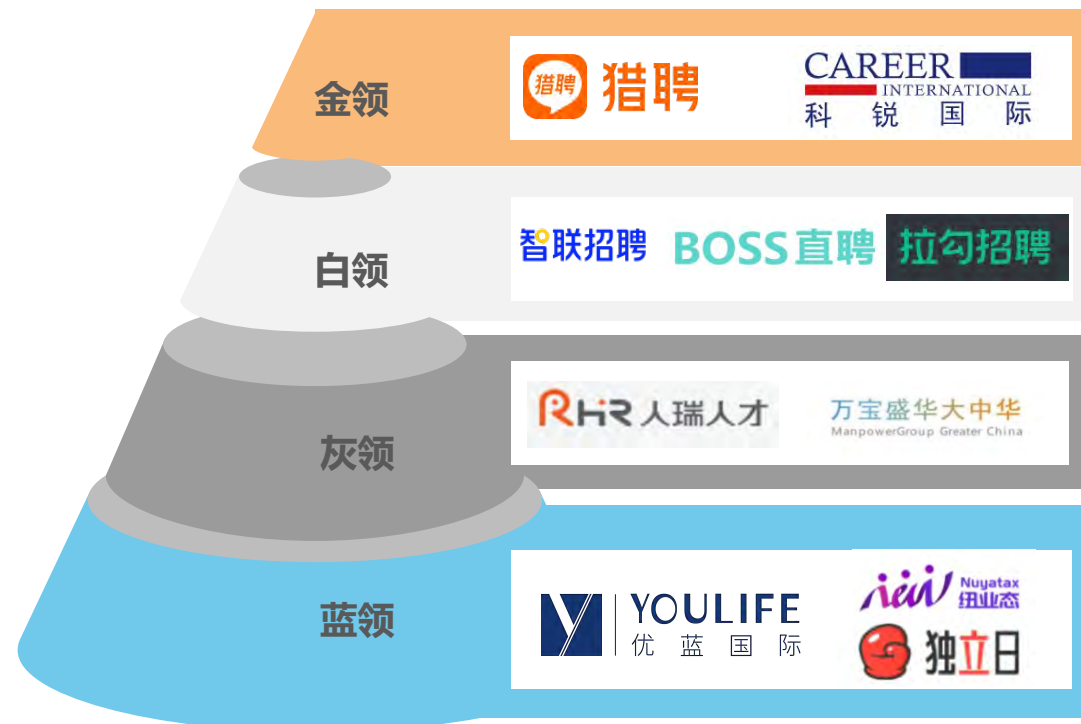 金领
猎聘
猎聘
CAREER
INTERNATIONAL
科锐国际
白领
智联招聘
BOSS直聘
拉勾招聘
灰领
RHR 人瑞人才
万宝盛华大中华
ManpowerGroup Greater China
蓝领
YOULIFE
优蓝国际
Nuyatax
纽业态
独立日